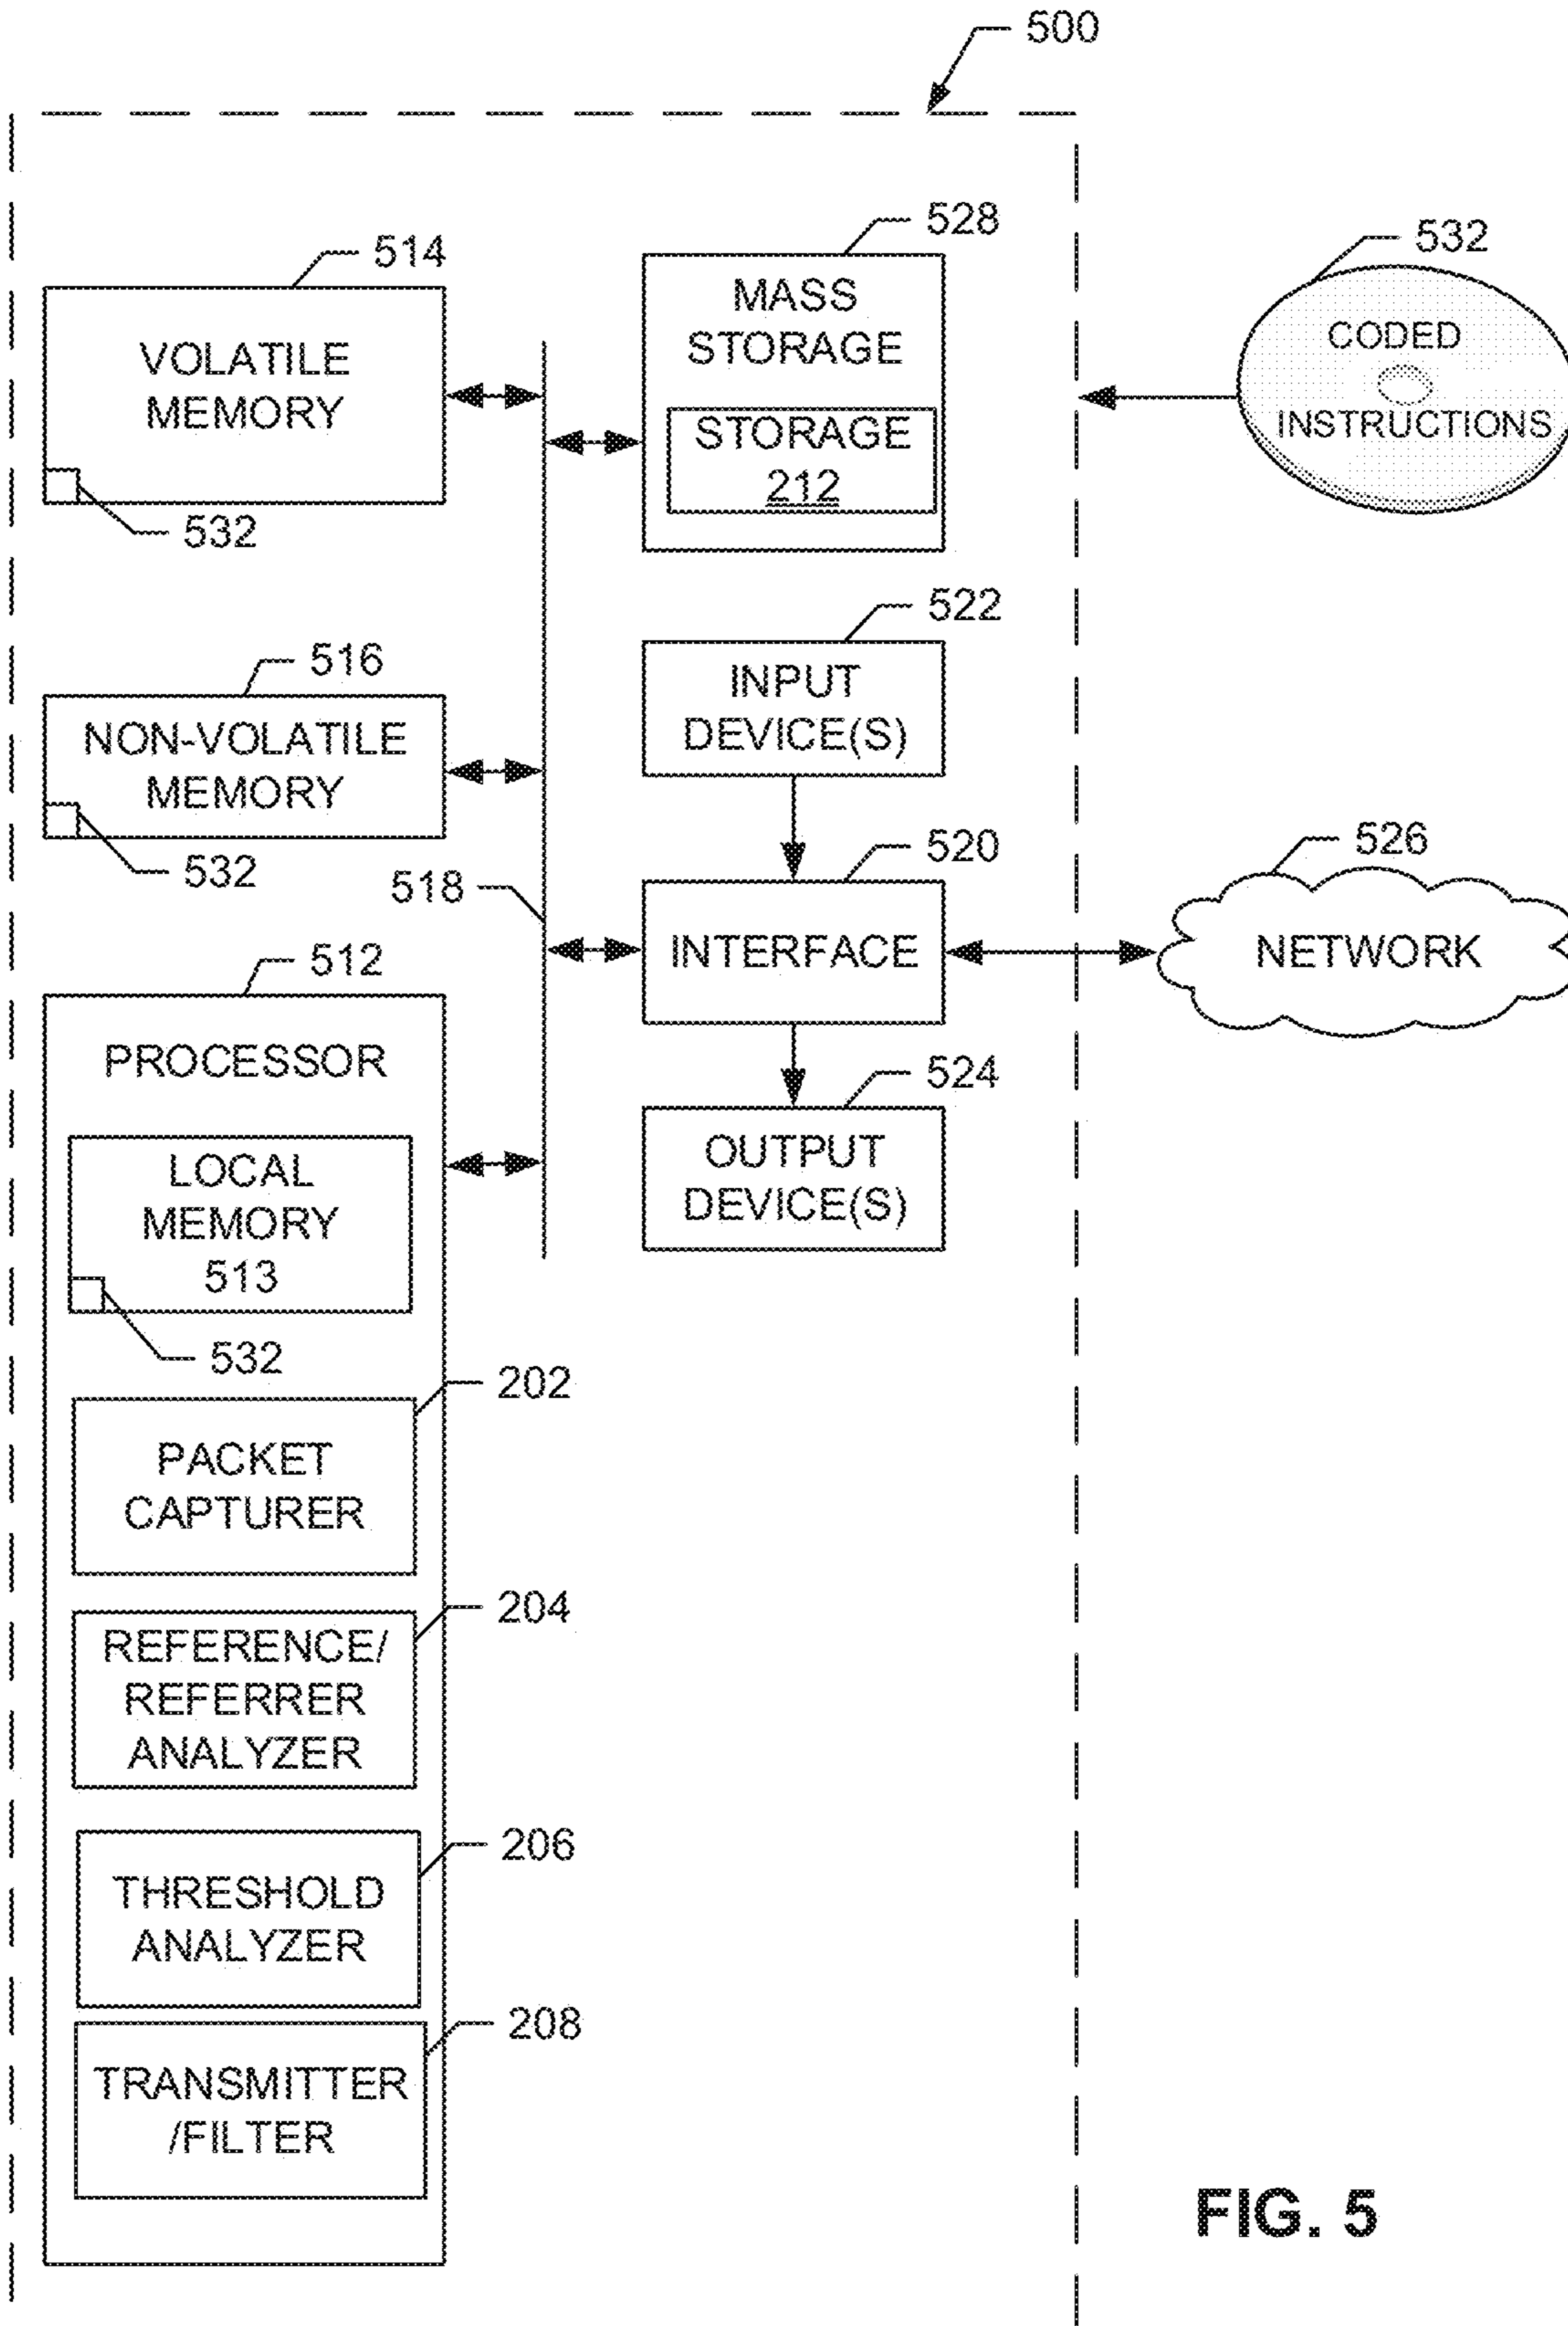 500
514
VOLATILE
MEMORY
532
528
MASS
STORAGE
STORAGE
212
532
CODED
INSTRUCTIONS
516
NON-VOLATILE
MEMORY
532
522
INPUT
DEVICE(S)
518
520
INTERFACE
526
NETWORK
524
OUTPUT
DEVICE(S)
512
PROCESSOR
LOCAL
MEMORY
513
532
202
PACKET
CAPTURER
204
REFERENCE/
REFERRER
ANALYZER
206
THRESHOLD
ANALYZER
208
TRANSMITTER
/FILTER
FIG. 5